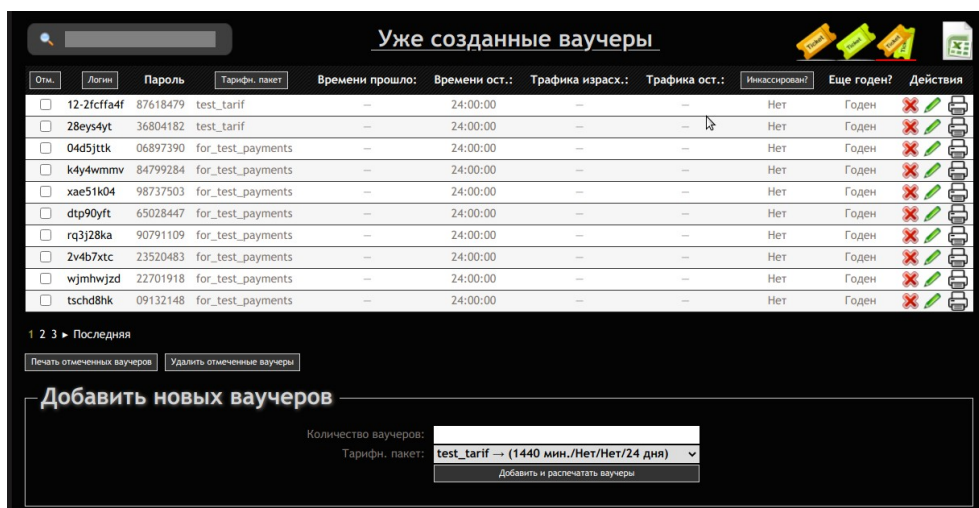 Уже созданные ваучеры
Ticket Ticket Ticket
Отм. Логин Пароль Тарифн. пакет Времени прошло: Времени ост.: Трафика израсх.: Трафика ост.: Инкассирован? Еще годен? Действия
12-2fcffa4f 87618479 test_tarif — 24:00:00 — — Нет Годен
28eys4yt 36804182 test_tarif — 24:00:00 — — Нет Годен
04d5jttk 06897390 for_test_payments — 24:00:00 — — Нет Годен
k4y4wmmv 84799284 for_test_payments — 24:00:00 — — Нет Годен
xae51k04 98737503 for_test_payments — 24:00:00 — — Нет Годен
dtp90yft 65028447 for_test_payments — 24:00:00 — — Нет Годен
rq3j28ka 90791109 for_test_payments — 24:00:00 — — Нет Годен
2v4b7xtc 23520483 for_test_payments — 24:00:00 — — Нет Годен
wjmhwjzd 22701918 for_test_payments — 24:00:00 — — Нет Годен
tschd8hk 09132148 for_test_payments — 24:00:00 — — Нет Годен
1 2 3 ► Последняя
Печать отмеченных ваучеров Удалить отмеченные ваучеры
Добавить новых ваучеров
Количество ваучеров:
Тарифн. пакет: test_tarif → (1440 мин./Нет/Нет/24 дня)
Добавить и распечатать ваучеры